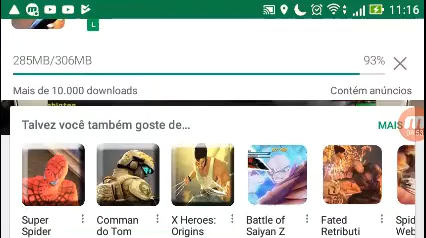 11:16
L
285MB/306MB 93%
Mais de 10.000 downloads Contém anúncios
Talvez você também goste de... MAIS
Super Spider
Comman do Tom
X Heroes: Origins
Battle of Saiyan Z
Fated Retributi
Spid Web